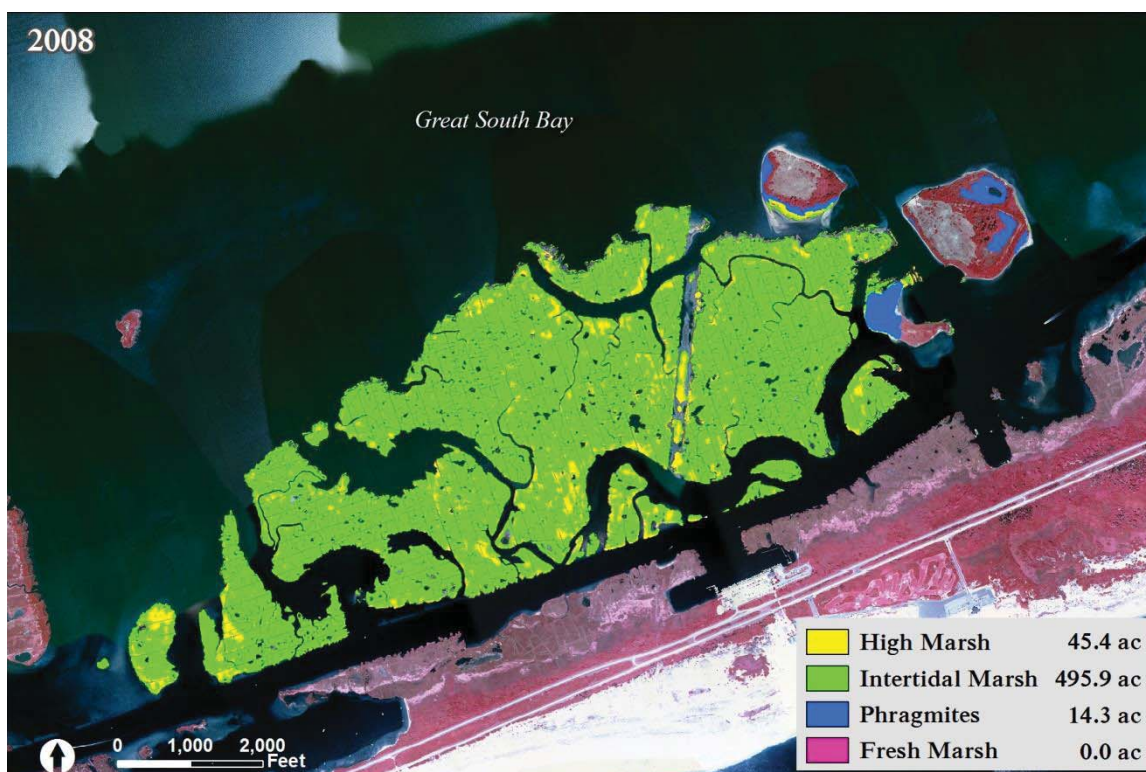 2008
Great South Bay
High Marsh 45.4 ac
Intertidal Marsh 495.9 ac
Phragmites 14.3 ac
Fresh Marsh 0.0 ac
0 1,000 2,000
Feet